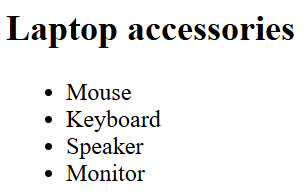 Laptop accessories
• Mouse
• Keyboard
• Speaker
• Monitor